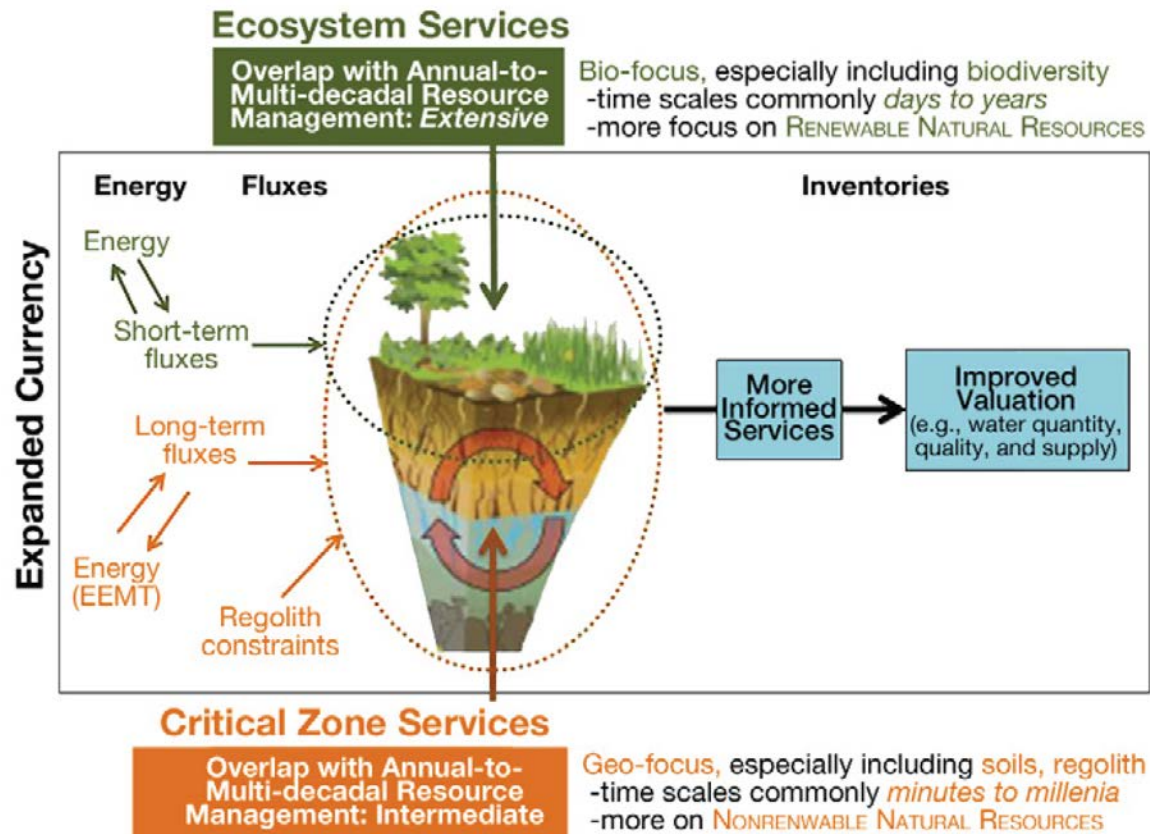 Ecosystem Services
Overlap with Annual-to-
Multi-decadal Resource
Management: Extensive
Bio-focus, especially including biodiversity
-time scales commonly days to years
-more focus on RENEWABLE NATURAL RESOURCES
Expanded Currency
Energy
Fluxes
Inventories
Energy
Short-term
fluxes
Long-term
fluxes
Energy
(EEMT)
Regolith
constraints
More
Informed
Services
Improved
Valuation
(e.g., water quantity,
quality, and supply)
Critical Zone Services
Overlap with Annual-to-
Multi-decadal Resource
Management: Intermediate
Geo-focus, especially including soils, regolith
-time scales commonly minutes to millenia
-more on NONRENWABLE NATURAL RESOURCES